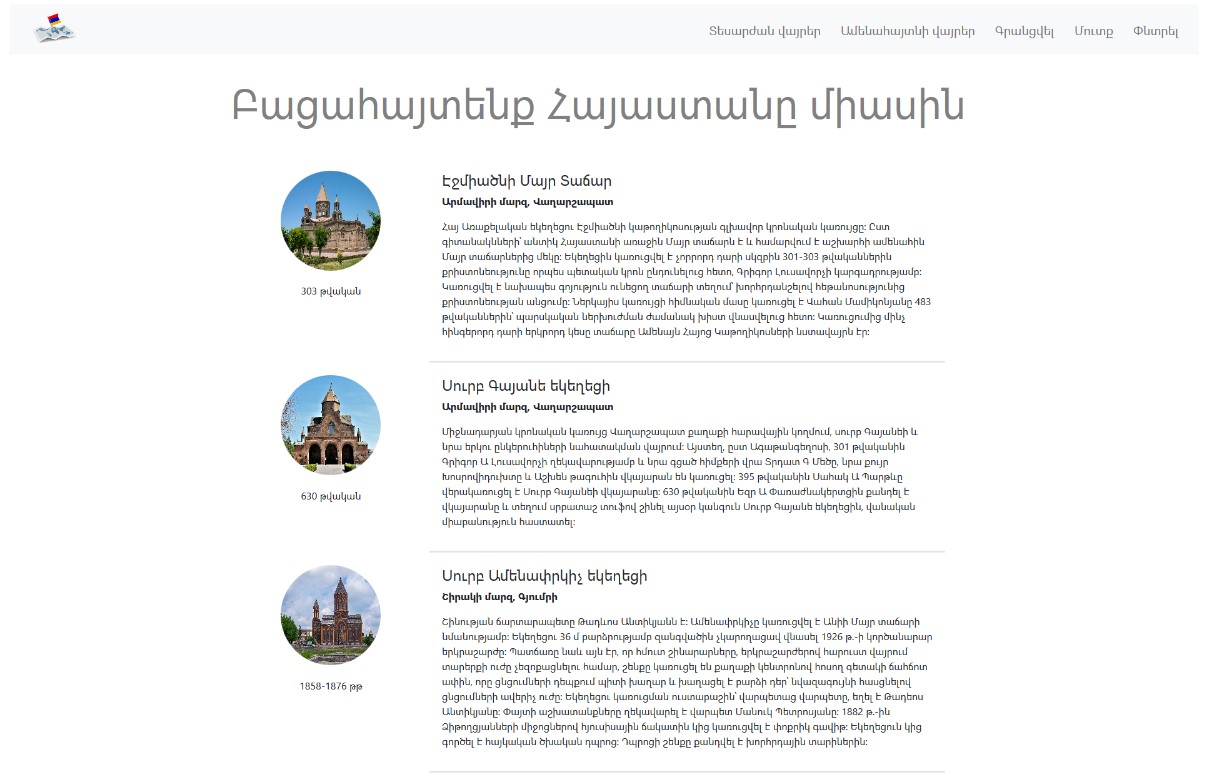 Տեսարժան վայրեր Ամենահայտնի վայրեր Գրանցվել Մուտք Փնտրել
Բացահայտենք Հայաստանը միասին
Էջմիածնի Մայր Տաճար
Արմավիրի մարզ, Վաղարշապատ
Հայ Առաքելական եկեղեցու Էջմիածնի կաթողիկոսության գլխավոր կրոնական կառույցը: Ըստ
գիտանակնների՝ անտիկ Հայաստանի առաջին Մայր տաճարն է և համարվում է աշխարհի ամենահին
Մայր տաճարներից մեկը: Եկեղեցին կառուցվել է չորրորդ դարի սկզբին 301-303 թվականներին
քրիստոնեությունը որպես պետական կրոն ընդունելուց հետո, Գրիգոր Լուսավորչի կարգադրությամբ:
Կառուցվել է նախապես գոյություն ունեցող տաճարի տեղում՝ խորհրդանշելով հեթանոսությունից
քրիստոնեության անցումը: Ներկայիս կառույցի հիմնական մասը կառուցել է Վահան Մամիկոնյանը 483
թվականներին՝ պարսկական ներխուժման ժամանակ խիստ վնասվելուց հետո: Կառուցումից մինչ
հինգերորդ դարի երկրորդ կեսը տաճարը Ամենայն Հայոց Կաթողիկոսների նստավայրն էր:
303 թվական
Սուրբ Գայանե եկեղեցի
Արմավիրի մարզ, Վաղարշապատ
Միջնադարյան կրոնական կառույց Վաղարշապատ քաղաքի հարավային կողմում, սուրբ Գայանեի և
նրա երկու ընկերուհիների նահատակման վայրում: Այստեղ, ըստ Ագաթանգեղոսի, 301 թվականին
Գրիգոր Ա Լուսավորչի ղեկավարությամբ և նրա գցած հիմքերի վրա Տրդատ Գ Մեծը, նրա քույր
Խոսրովիդուխտը և Աշխեն թագուհին վկայարան են կառուցել: 395 թվականին Սահակ Ա Պարթևը
վերակառուցել է Սուրբ Գայանեի վկայարանը: 630 թվականին Եզր Ա Փառաժնակերտցին քանդել է
վկայարանը և տեղում սրբատաշ տուֆով շինել այսօր կանգուն Սուրբ Գայանե եկեղեցին, վանական
միաբանություն հաստատել:
630 թվական
Սուրբ Ամենափրկիչ եկեղեցի
Շիրակի մարզ, Գյումրի
Շինության ճարտարապետը Թադևոս Անտիկյանն է: Ամենափրկիչը կառուցվել է Անիի Մայր տաճարի
նմանությամբ: Եկեղեցու 36 մ բարձրությամբ զանգվածին չկարողացավ վնասել 1926 թ.-ի կործանարար
երկրաշարժը: Պատճառը նաև այն էր, որ հմուտ շինարարները, երկրաշարժերով հարուստ վայրում
տարերքի ուժը չեզոքացնելու համար, շենքը կառուցել են քաղաքի կենտրոնով հոսող գետակի ճահճոտ
ափին, որը ցնցումների դեպքում պիտի խաղար և խաղացել է բարձի դեր՝ նվազագույնի հասցնելով
ցնցումների ավերիչ ուժը: Եկեղեցու կառուցման ուստաբաշին՝ վարպետաց վարպետը, եղել է Թադեոս
Անտիկյանը: Փայտի աշխատանքները ղեկավարել է վարպետ Մանուկ Պետրոսյանը: 1882 թ.-ին
Ձիթողցյանների միջոցներով հյուսիսային ճակատին կից կառուցվել է փոքրիկ գավիթ: Եկեղեցուն կից
գործել է հայկական ծխական դպրոց: Դպրոցի շենքը քանդվել է խորհրդային տարիներին:
1858-1876 թթ